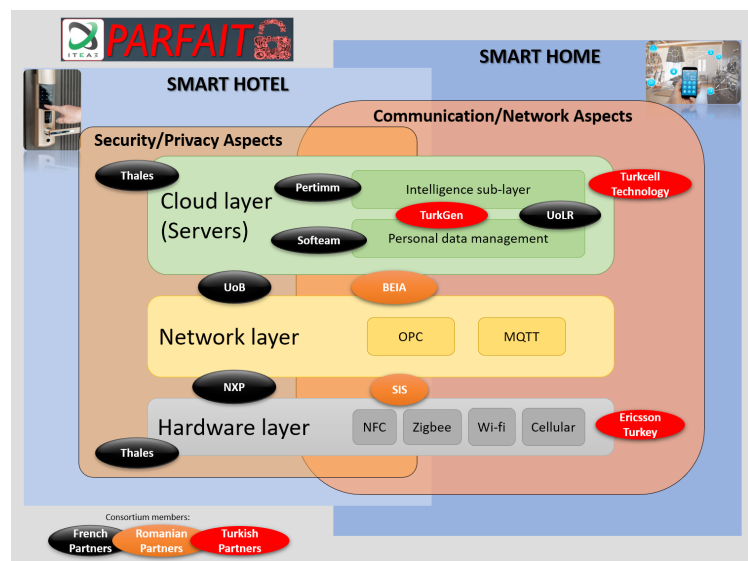 ITEA2
PARFAIT
SMART HOME
SMART HOTEL
Communication/Network Aspects
Security/Privacy Aspects
Thales
Turkcell
Technology
Pertimm
Intelligence sub-layer
Cloud layer
(Servers)
TurkGen
UoLR
Softeam
Personal data management
UoB
BEIA
Network layer
OPC
MQTT
NXP
SIS
Hardware layer
NFC
Zigbee
Wi-fi
Cellular
Ericsson
Turkey
Thales
Consortium members:
French
Partners
Romanian
Partners
Turkish
Partners